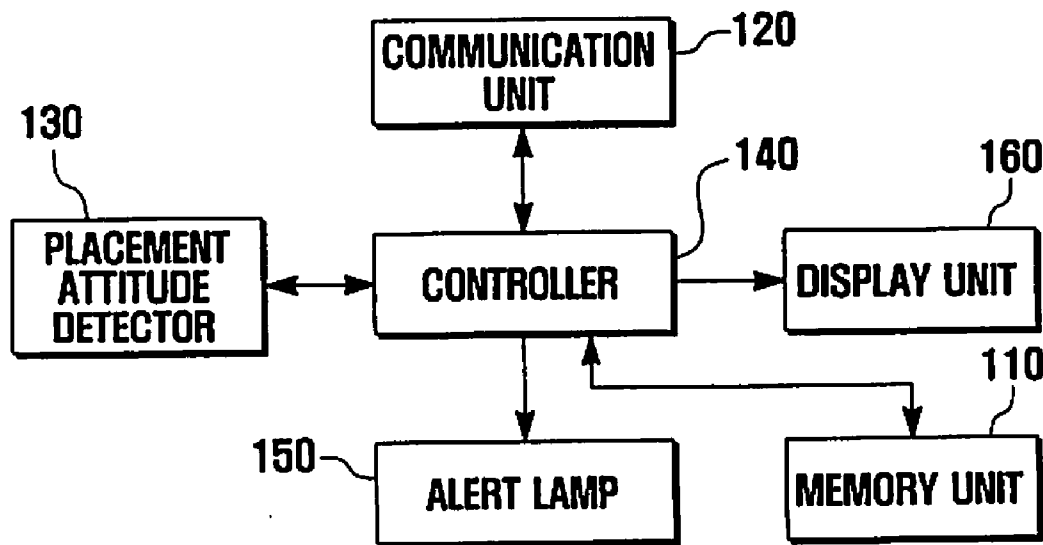 120
COMMUNICATION
UNIT
130
140
160
PLACEMENT
ATTITUDE
DETECTOR
CONTROLLER
DISPLAY UNIT
110
150
ALERT LAMP
MEMORY UNIT